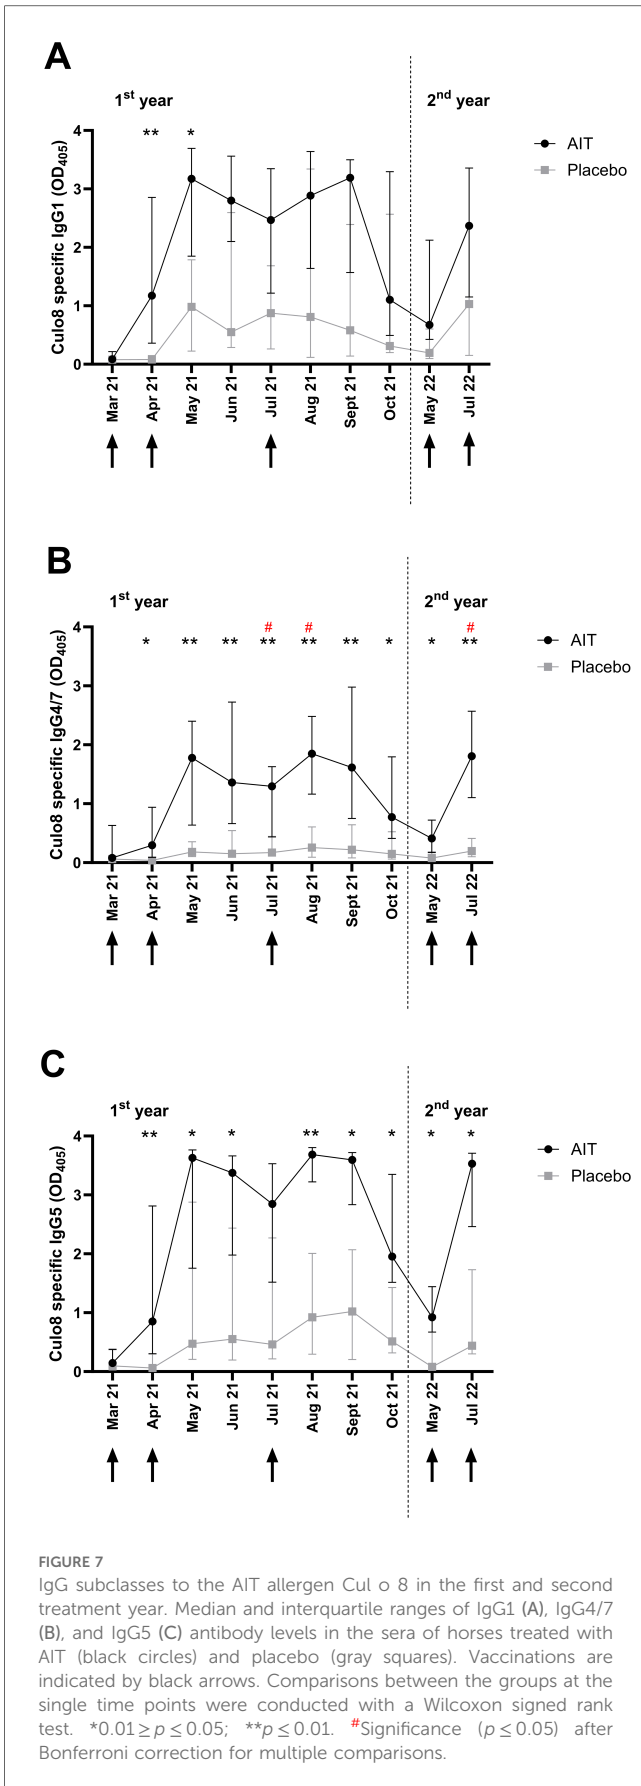 A
1st year
2nd year
** *
Culo8 specific IgG1 (OD405)
4
3
2
1
0
AIT
Placebo
Mar 21
Apr 21
May 21
Jun 21
Jul 21
Aug 21
Sept 21
Oct 21
May 22
Jul 22
B
1st year
2nd year
# # #
* ** ** ** ** ** * * **
Culo8 specific IgG4/7 (OD405)
4
3
2
1
0
AIT
Placebo
Mar 21
Apr 21
May 21
Jun 21
Jul 21
Aug 21
Sept 21
Oct 21
May 22
Jul 22
C
1st year
2nd year
** * * ** * * * *
Culo8 specific IgG5 (OD405)
4
3
2
1
0
AIT
Placebo
Mar 21
Apr 21
May 21
Jun 21
Jul 21
Aug 21
Sept 21
Oct 21
May 22
Jul 22
FIGURE 7
IgG subclasses to the AIT allergen Cul o 8 in the first and second
treatment year. Median and interquartile ranges of IgG1 (A), IgG4/7
(B), and IgG5 (C) antibody levels in the sera of horses treated with
AIT (black circles) and placebo (gray squares). Vaccinations are
indicated by black arrows. Comparisons between the groups at the
single time points were conducted with a Wilcoxon signed rank
test. *0.01 ≥ p ≤ 0.05; **p ≤ 0.01. #Significance (p ≤ 0.05) after
Bonferroni correction for multiple comparisons.